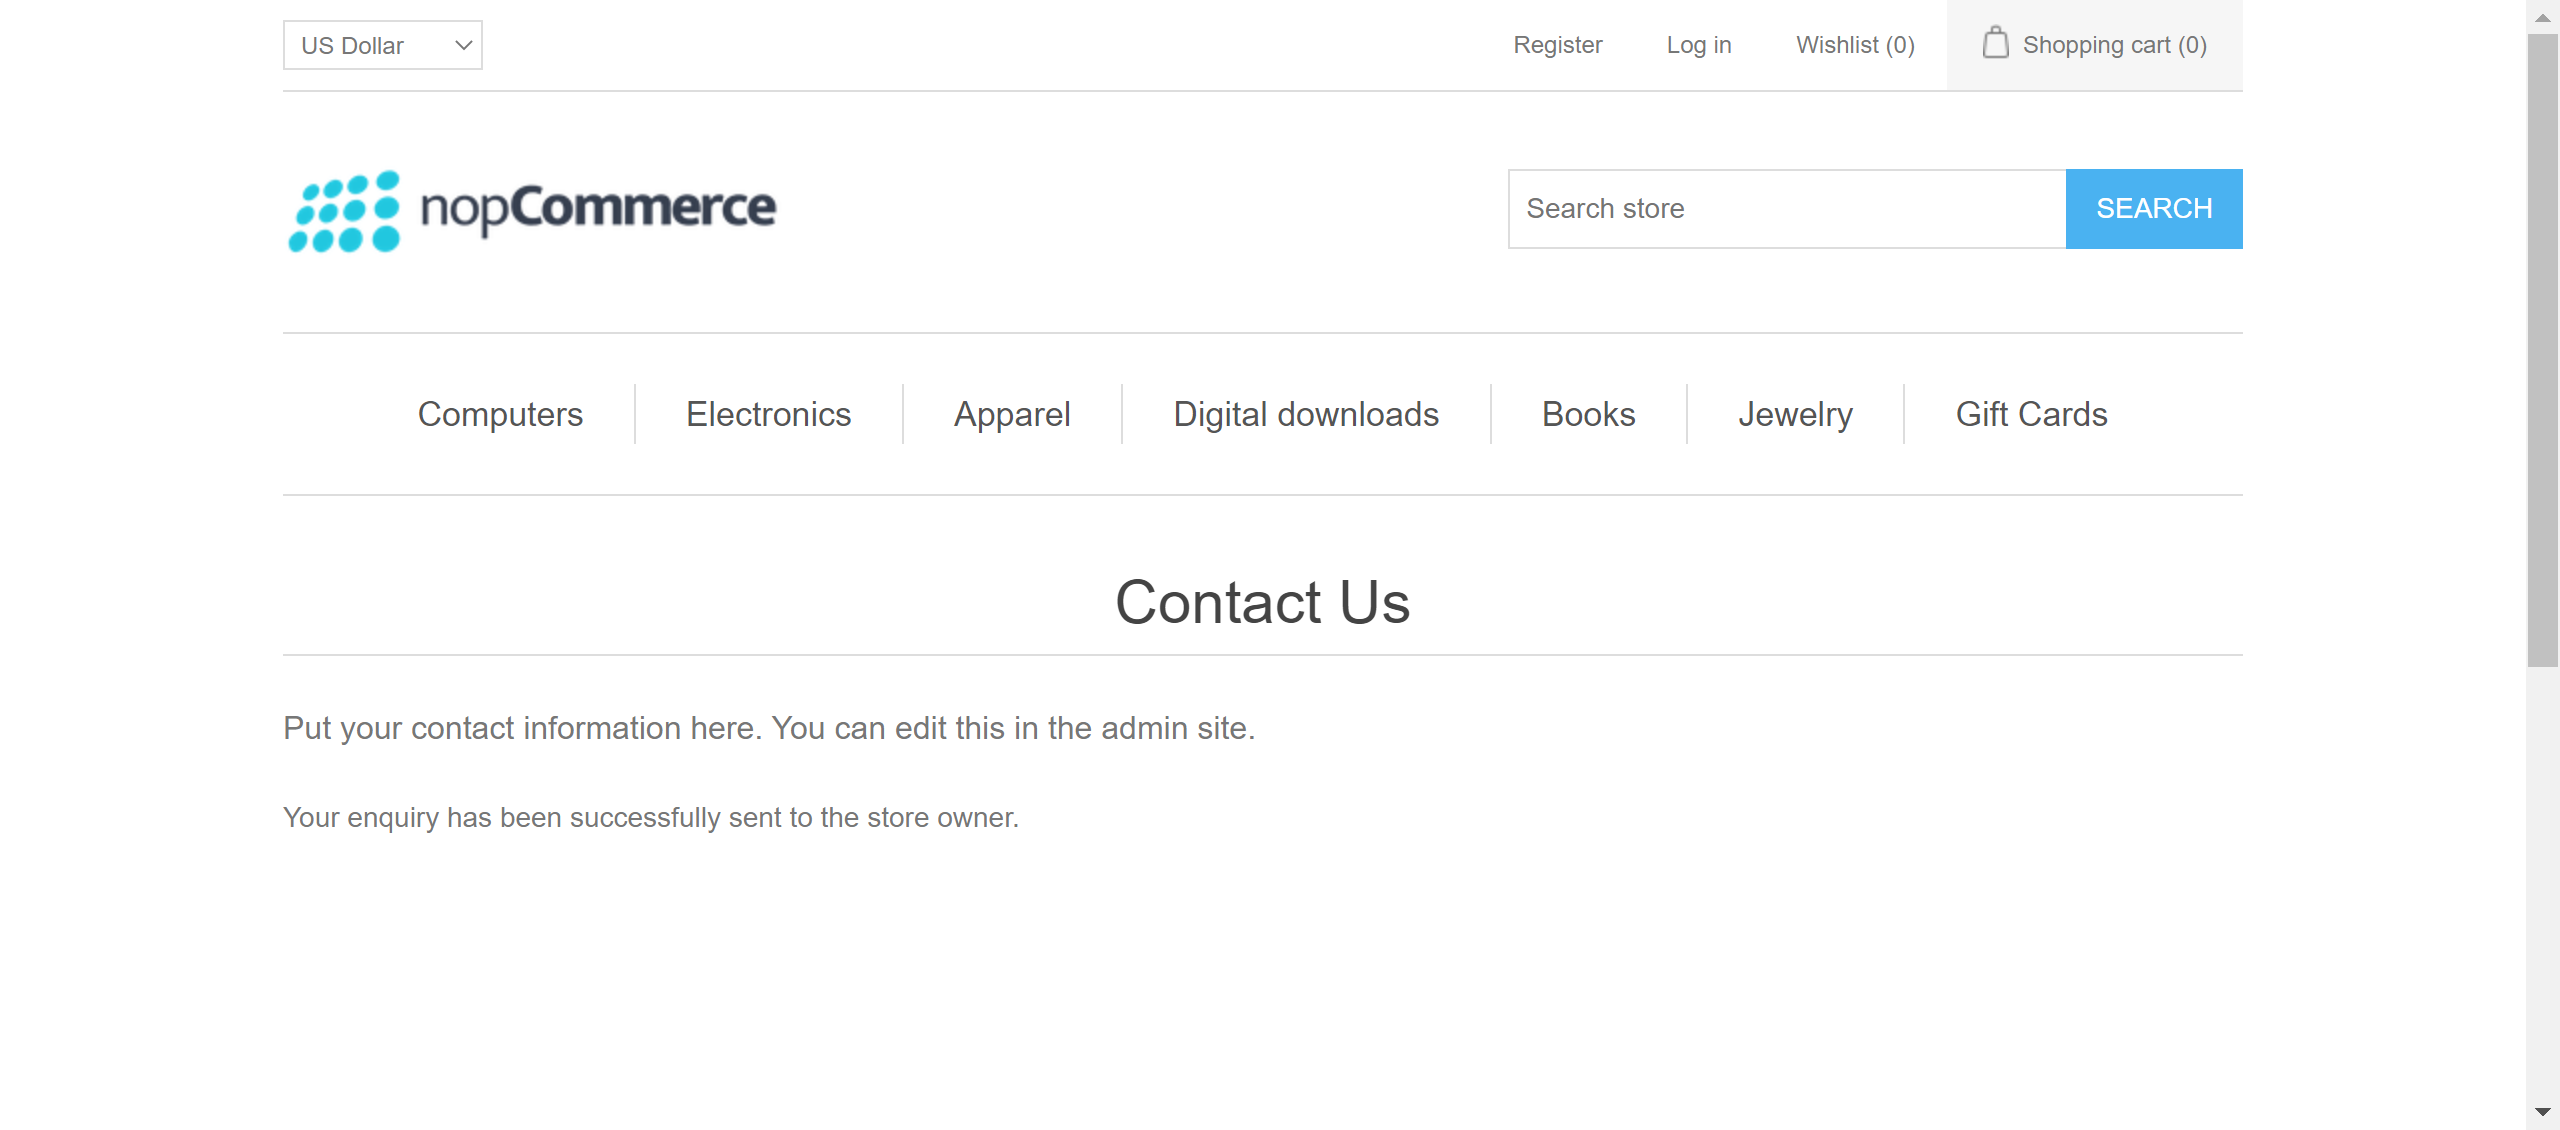 US Dollar
Register
Log in
Wishlist (0)
Shopping cart (0)
nopCommerce
Search store
SEARCH
Computers
Electronics
Apparel
Digital downloads
Books
Jewelry
Gift Cards
Contact Us
Put your contact information here. You can edit this in the admin site.
Your enquiry has been successfully sent to the store owner.